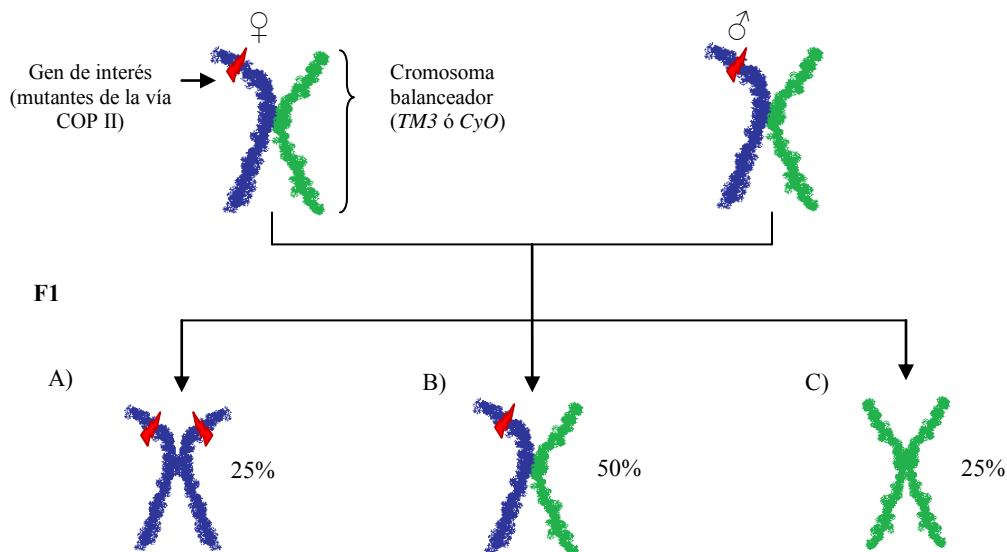 ♀
♂
Gen de interés
(mutantes de la vía
COP II)
Cromosoma
balanceador
(TM3 ó CyO)
F1
A)
B)
C)
25%
50%
25%